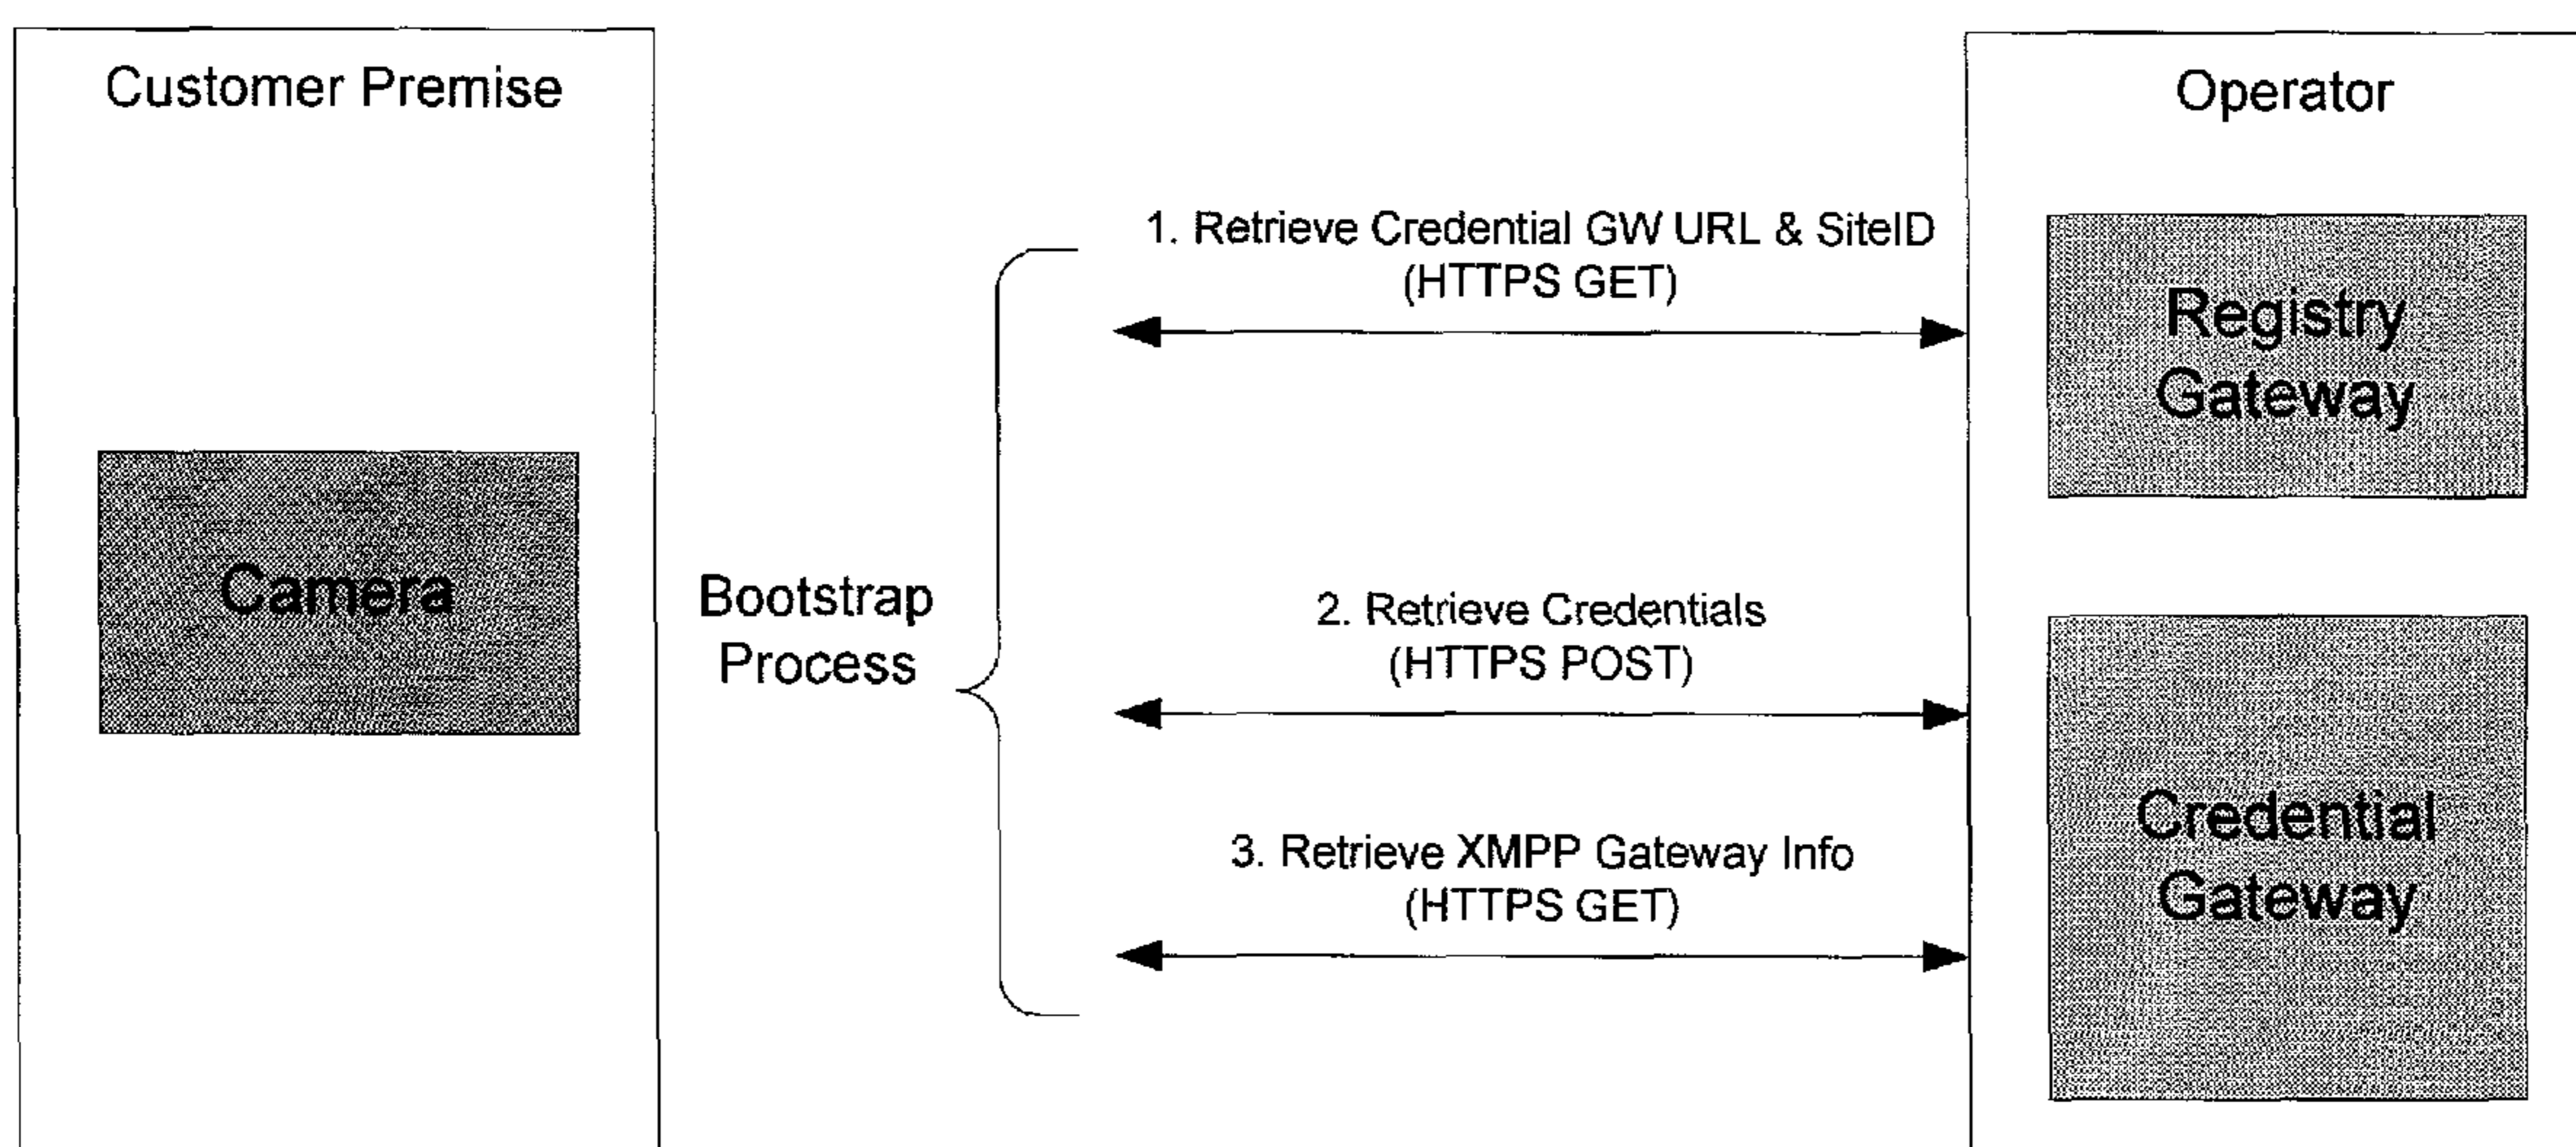 Customer Premise
Camera
Bootstrap
Process
1. Retrieve Credential GW URL & SiteID
(HTTPS GET)
2. Retrieve Credentials
(HTTPS POST)
3. Retrieve XMPP Gateway Info
(HTTPS GET)
Operator
Registry
Gateway
Credential
Gateway